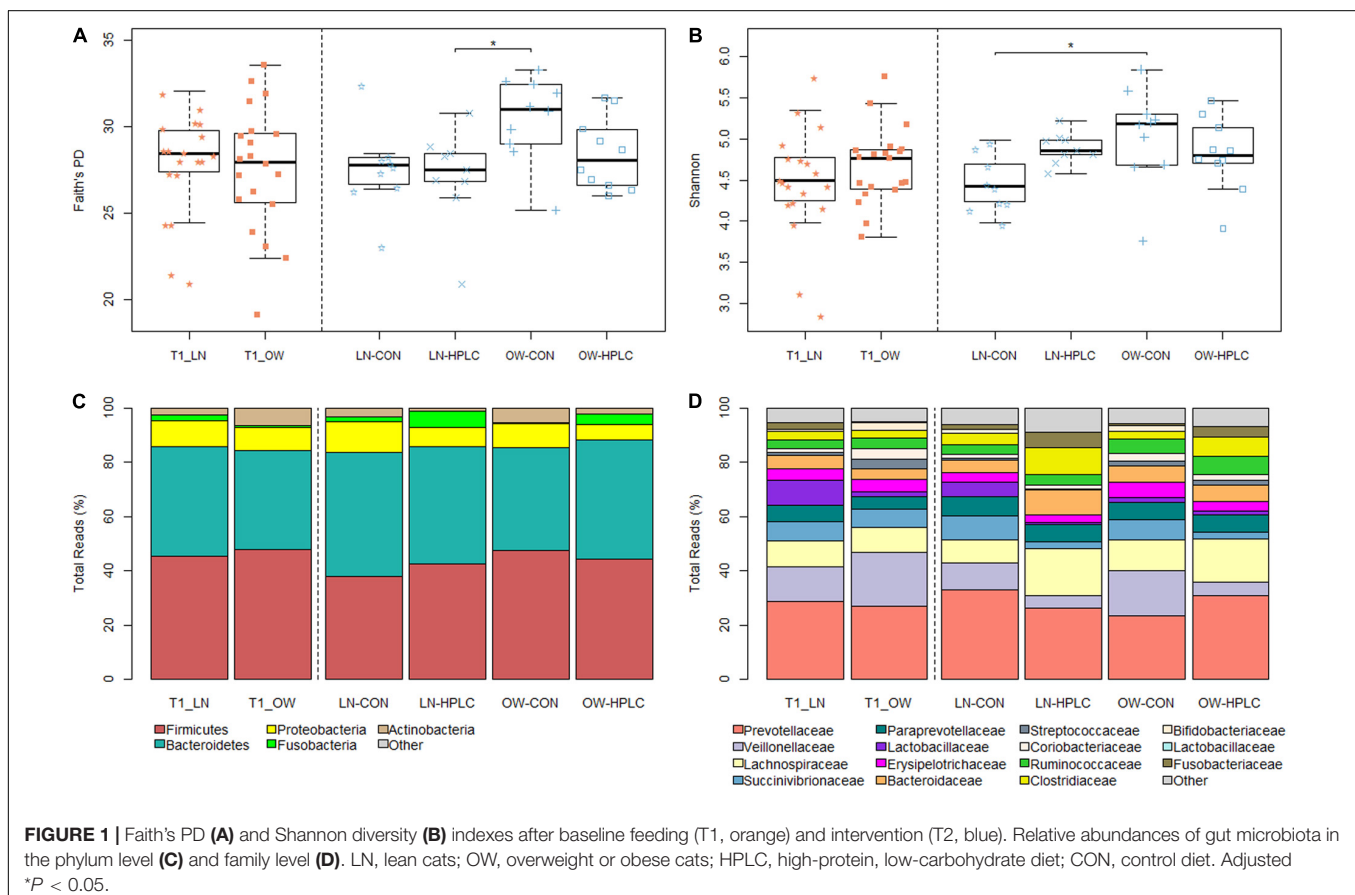 A
35
30
25
20
Faith's PD
*
T1_LN T1_OW LN-CON LN-HPLC OW-CON OW-HPLC
B
6.0
5.5
5.0
4.5
4.0
3.5
3.0
Shannon
*
T1_LN T1_OW LN-CON LN-HPLC OW-CON OW-HPLC
C
100
80
60
40
20
0
Total Reads (%)
T1_LN T1_OW LN-CON LN-HPLC OW-CON OW-HPLC
Firmicutes Proteobacteria Actinobacteria
Bacteroidetes Fusobacteria Other
D
100
80
60
40
20
0
Total Reads (%)
T1_LN T1_OW LN-CON LN-HPLC OW-CON OW-HPLC
Prevotellaceae Paraprevotellaceae Streptococcaceae Bifidobacteriaceae
Veillonellaceae Lactobacillaceae Coriobacteriaceae Lactobacillaceae
Lachnospiraceae Erysipelotrichaceae Ruminococcaceae Fusobacteriaceae
Succinivibrionaceae Bacteroidaceae Clostridiaceae Other
FIGURE 1 | Faith's PD (A) and Shannon diversity (B) indexes after baseline feeding (T1, orange) and intervention (T2, blue). Relative abundances of gut microbiota in
the phylum level (C) and family level (D). LN, lean cats; OW, overweight or obese cats; HPLC, high-protein, low-carbohydrate diet; CON, control diet. Adjusted
*P < 0.05.